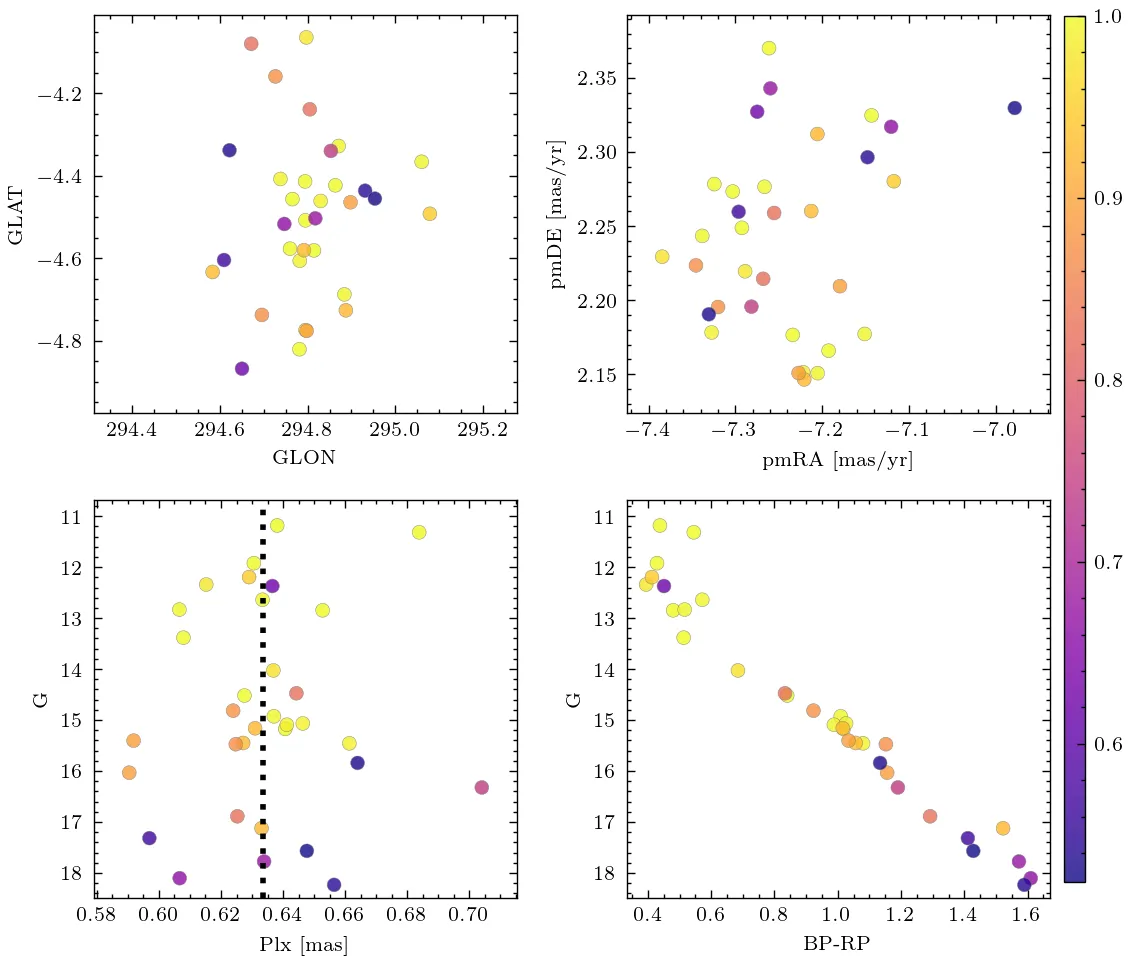 −4.2
−4.4
−4.6
−4.8
GLAT
294.4 294.6 294.8 295.0 295.2
GLON
2.35
2.30
2.25
2.20
2.15
pmDE [mas/yr]
−7.4 −7.3 −7.2 −7.1 −7.0
pmRA [mas/yr]
1.0
0.9
0.8
0.7
0.6
11
12
13
14
15
16
17
18
G
0.58 0.60 0.62 0.64 0.66 0.68 0.70
Plx [mas]
11
12
13
14
15
16
17
18
G
0.4 0.6 0.8 1.0 1.2 1.4 1.6
BP-RP